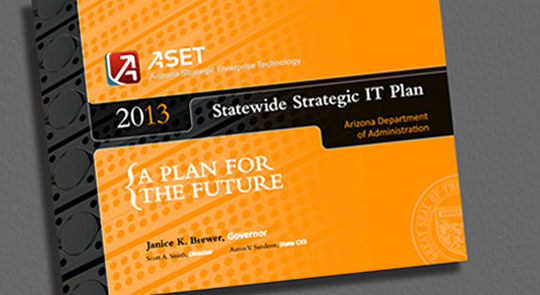 ASET
Arizona Strategic Enterprise Technology
2013 Statewide Strategic IT Plan
Arizona Department
of Administration
{A PLAN FOR
THE FUTURE
Janice K. Brewer, Governor
Scott A. Smith, Director Aaron V. Sandeen, State CIO